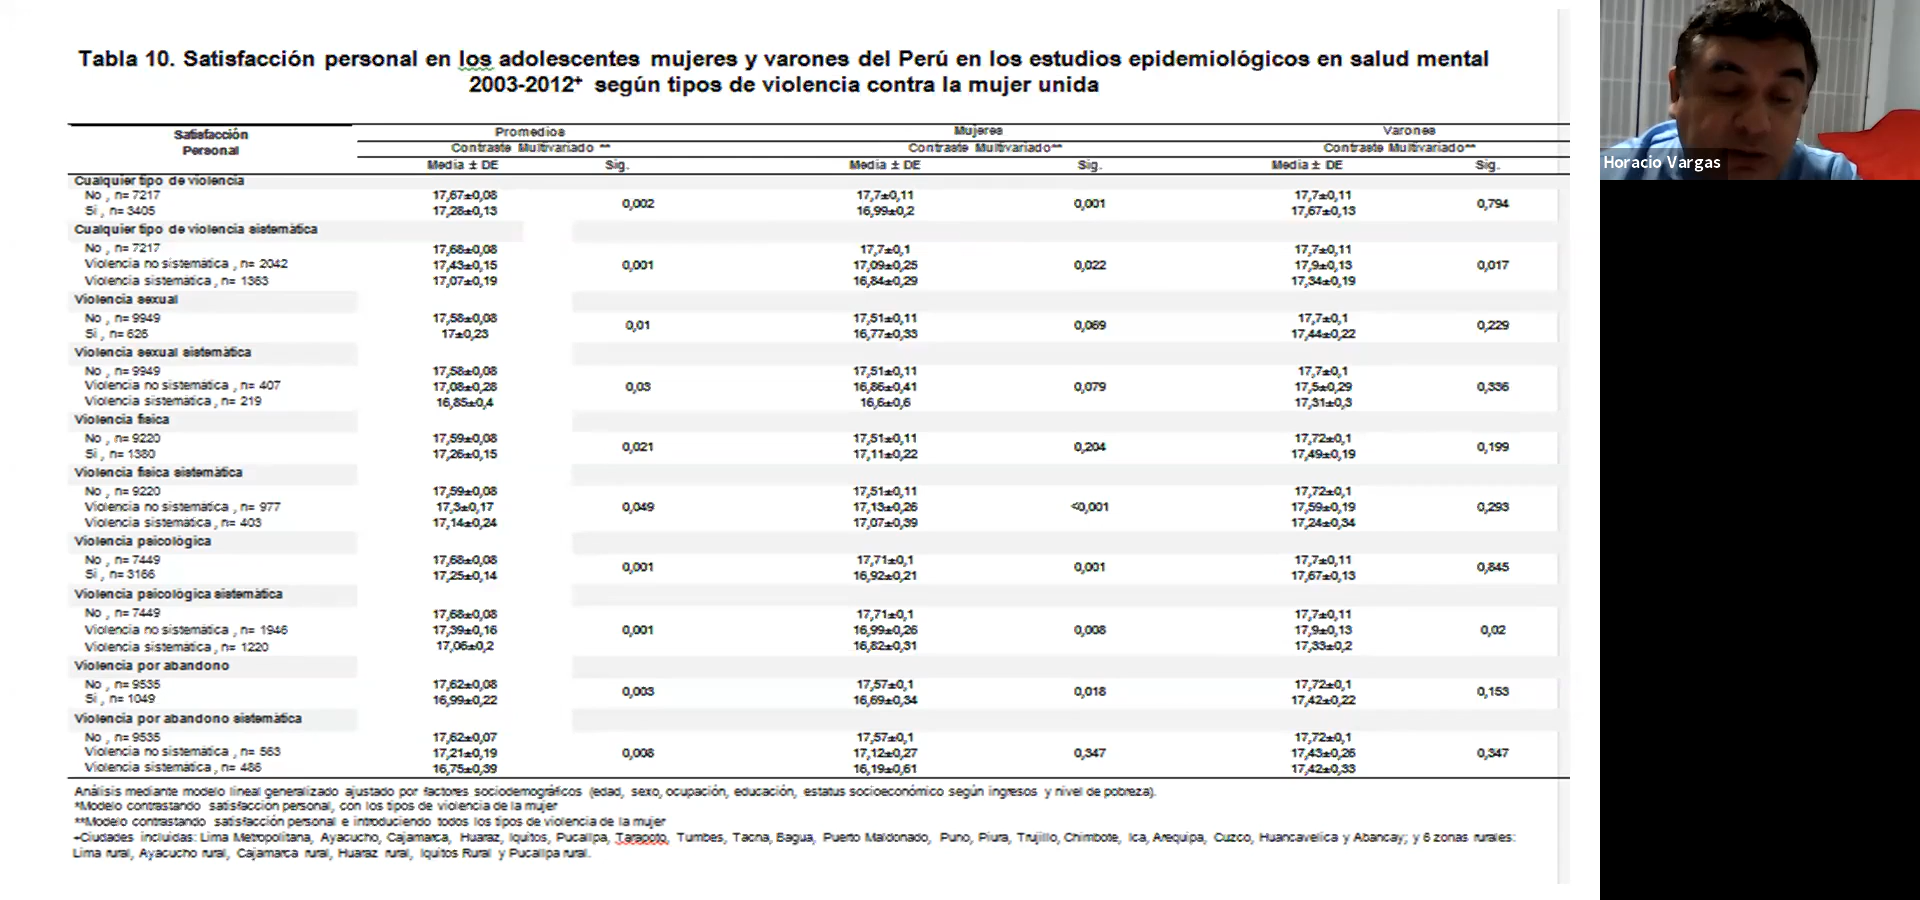 Tabla 10. Satisfacción personal en los adolescentes mujeres y varones del Perú en los estudios epidemiológicos en salud mental
2003-2012+ según tipos de violencia contra la mujer unida
Satisfacción Personal Promedios Mujeres Varones
Contraste Multivariado ** Contraste Multivariado** Contraste Multivariado**
Media ± DE Sig. Media ± DE Sig. Media ± DE Sig.
Cualquier tipo de violencia
No , n= 7217 17,67±0,08 0,002 17,7±0,11 0,001 17,7±0,11 0,794
Si , n= 3405 17,28±0,13 16,99±0,2 17,67±0,13
Cualquier tipo de violencia sistemática
No , n= 7217 17,68±0,08 17,7±0,1 17,7±0,11
Violencia no sistemática , n= 2042 17,43±0,15 0,001 17,09±0,25 0,022 17,9±0,13 0,017
Violencia sistemática , n= 1363 17,07±0,19 16,84±0,29 17,34±0,19
Violencia sexual
No , n= 9949 17,58±0,08 0,01 17,51±0,11 0,069 17,7±0,1 0,229
Si , n= 626 17±0,23 16,77±0,33 17,44±0,22
Violencia sexual sistemática
No , n= 9949 17,58±0,08 17,51±0,11 17,7±0,1
Violencia no sistemática , n= 407 17,08±0,28 0,03 16,86±0,41 0,079 17,5±0,29 0,336
Violencia sistemática , n= 219 16,85±0,4 16,6±0,6 17,31±0,3
Violencia física
No , n= 9220 17,59±0,08 0,021 17,51±0,11 0,204 17,72±0,1 0,199
Si , n= 1380 17,26±0,15 17,11±0,22 17,49±0,19
Violencia física sistemática
No , n= 9220 17,59±0,08 17,51±0,11 17,72±0,1
Violencia no sistemática , n= 977 17,3±0,17 0,049 17,13±0,26 <0,001 17,59±0,19 0,293
Violencia sistemática , n= 403 17,14±0,24 17,07±0,39 17,24±0,34
Violencia psicológica
No , n= 7449 17,68±0,08 0,001 17,71±0,1 0,001 17,7±0,11 0,845
Si , n= 3166 17,25±0,14 16,92±0,21 17,67±0,13
Violencia psicológica sistemática
No , n= 7449 17,68±0,08 17,71±0,1 17,7±0,11
Violencia no sistemática , n= 1946 17,39±0,16 0,001 16,99±0,26 0,008 17,9±0,13 0,02
Violencia sistemática , n= 1220 17,06±0,2 16,82±0,31 17,33±0,2
Violencia por abandono
No , n= 9535 17,62±0,08 0,003 17,57±0,1 0,018 17,72±0,1 0,153
Si , n= 1049 16,99±0,22 16,69±0,34 17,42±0,22
Violencia por abandono sistemática
No , n= 9535 17,62±0,07 17,57±0,1 17,72±0,1
Violencia no sistemática , n= 563 17,21±0,19 0,008 17,12±0,27 0,347 17,43±0,26 0,347
Violencia sistemática , n= 486 16,75±0,39 16,19±0,61 17,42±0,33
Análisis mediante modelo lineal generalizado ajustado por factores sociodemográficos (edad, sexo, ocupación, educación, estatus socioeconómico según ingresos y nivel de pobreza).
*Modelo contrastando satisfacción personal, con los tipos de violencia de la mujer
**Modelo contrastando satisfacción personal e introduciendo todos los tipos de violencia de la mujer
+Ciudades incluidas: Lima Metropolitana, Ayacucho, Cajamarca, Huaraz, Iquitos, Pucallpa, Tarapoto, Tumbes, Tacna, Bagua, Puerto Maldonado, Puno, Piura, Trujillo, Chimbote, Ica, Arequipa, Cuzco, Huancavelica y Abancay; y 6 zonas rurales:
Lima rural, Ayacucho rural, Cajamarca rural, Huaraz rural, Iquitos Rural y Pucallpa rural.
Horacio Vargas